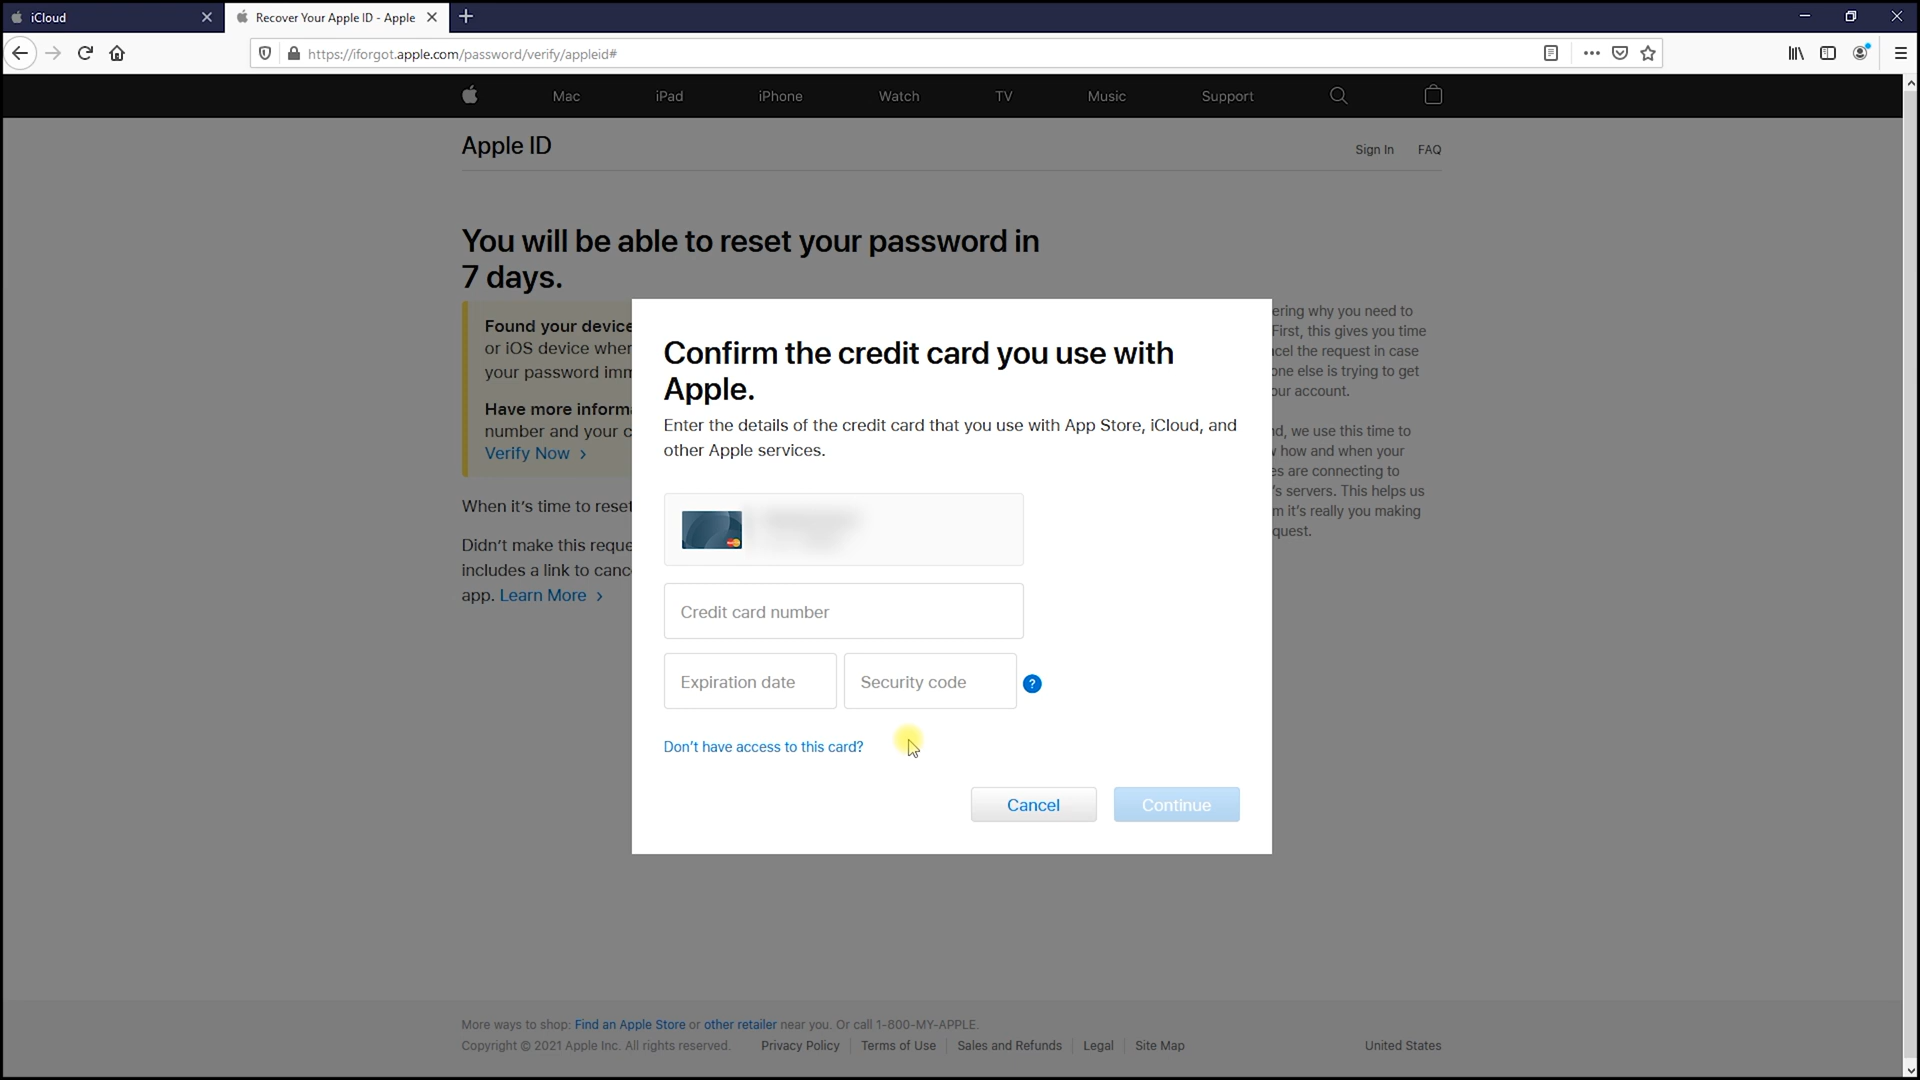 iCloud
Recover Your Apple ID - Apple
https://iforgot.apple.com/password/verify/appleid#
Mac iPad iPhone Watch TV Music Support
Apple ID
Sign In FAQ
You will be able to reset your password in
7 days.
Found your device
or iOS device wher
your password imm
Have more informa
number and your c
Verify Now >
When it's time to reset
Didn't make this reque
includes a link to canc
app. Learn More >
Confirm the credit card you use with
Apple.
Enter the details of the credit card that you use with App Store, iCloud, and
other Apple services.
Credit card number
Expiration date Security code ?
Don't have access to this card?
Cancel Continue
ering why you need to
First, this gives you time
cel the request in case
one else is trying to get
our account.
nd, we use this time to
how and when your
es are connecting to
's servers. This helps us
m it's really you making
quest.
More ways to shop: Find an Apple Store or other retailer near you. Or call 1-800-MY-APPLE.
Copyright © 2021 Apple Inc. All rights reserved. Privacy Policy Terms of Use Sales and Refunds Legal Site Map United States